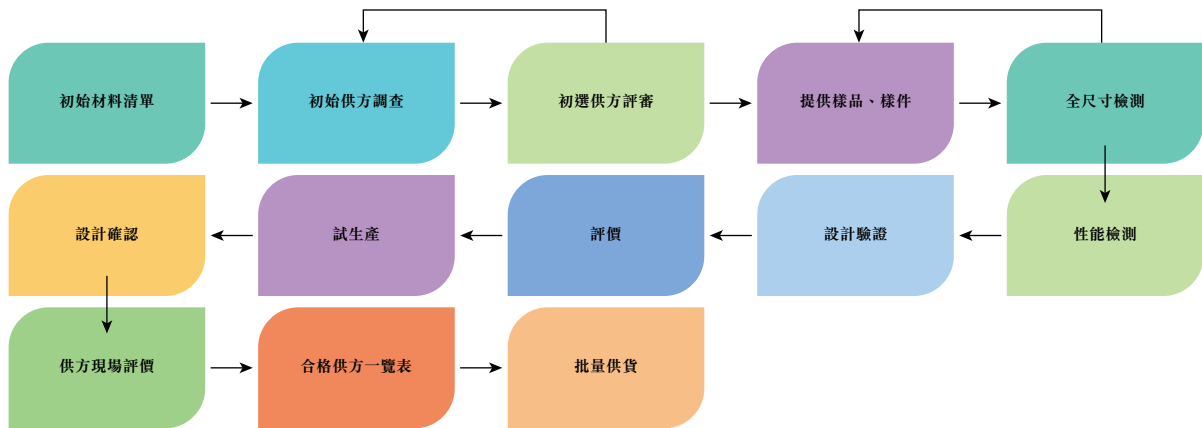 初始材料清單
初始供方調查
初選供方評審
提供樣品、樣件
全尺寸檢測
設計確認
試生產
評價
設計驗證
性能檢測
供方現場評價
合格供方一覽表
批量供貨